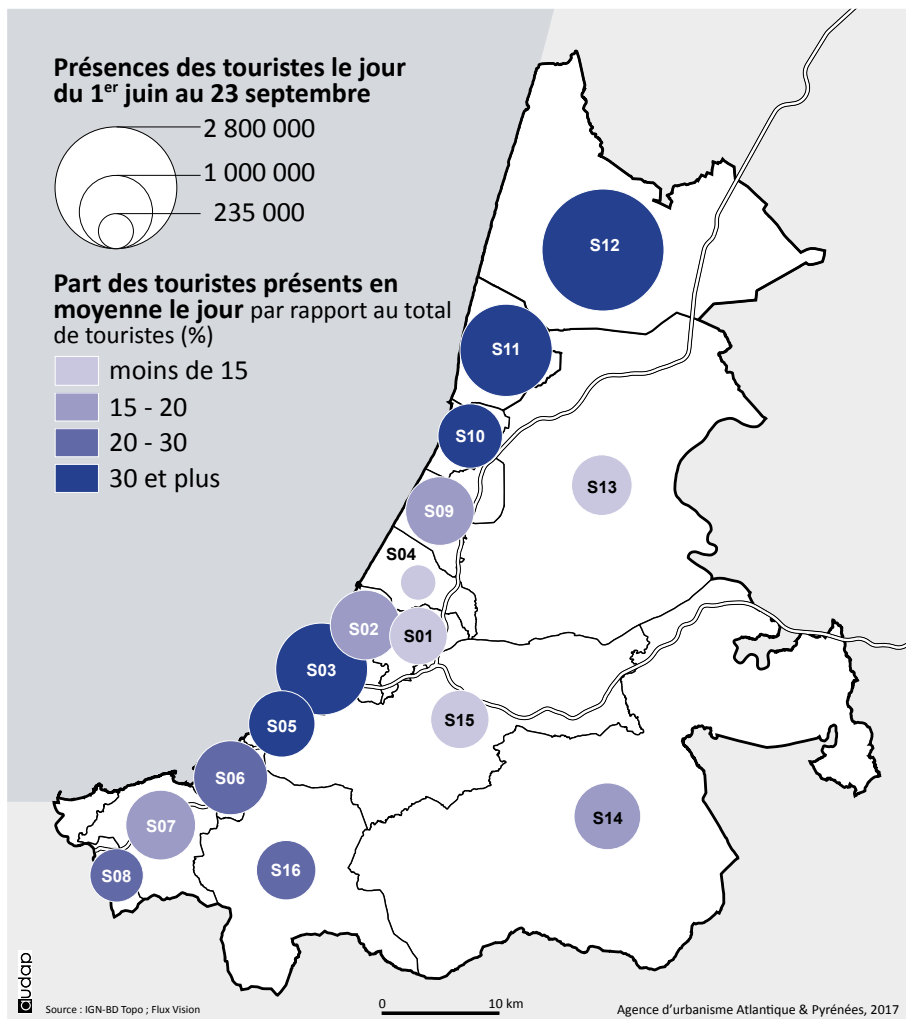 Présences des touristes le jour
du 1er juin au 23 septembre
2 800 000
1 000 000
235 000
Part des touristes présents en
moyenne le jour par rapport au total
de touristes (%)
moins de 15
15 - 20
20 - 30
30 et plus
S12
S11
S10
S13
S09
S04
S02
S01
S03
S05
S15
S06
S07
S14
S08
S16
audap
Source : IGN-BD Topo ; Flux Vision
0
10 km
Agence d'urbanisme Atlantique & Pyrénées, 2017